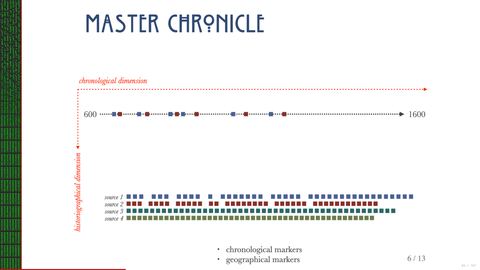 MASTER CHRONICLE
chronological dimension
600
1600
historiographical dimension
source 1
source 2
source 3
source 4
• chronological markers
• geographical markers
6 / 13